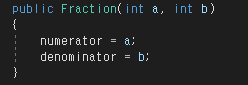 public Fraction(int a, int b)
{
numerator = a;
denominator = b;
}